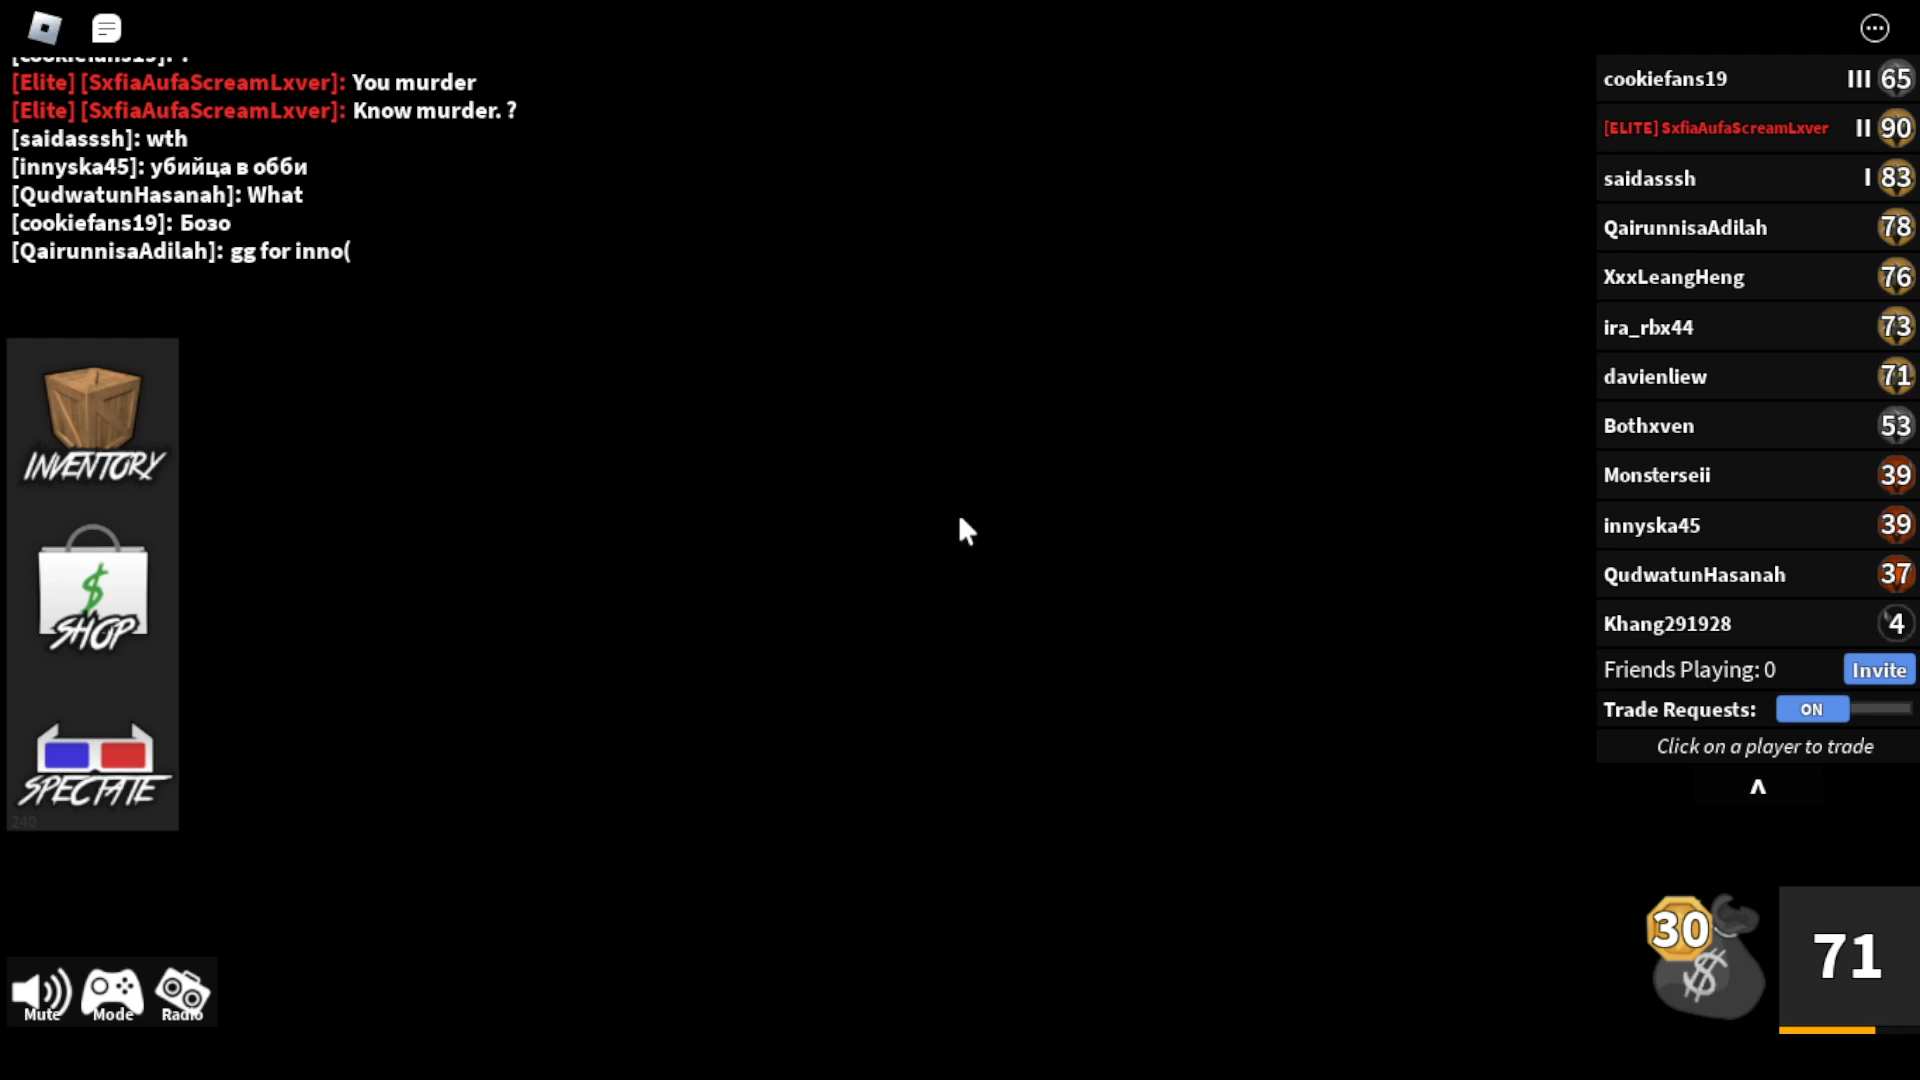 [cookiefans19]: ?
[Elite] [SxfiaAufaScreamLxver]: You murder
[Elite] [SxfiaAufaScreamLxver]: Know murder. ?
[saidasssh]: wth
[innyska45]: убийца в обби
[QudwatunHasanah]: What
[cookiefans19]: Бозо
[QairunnisaAdilah]: gg for inno(
INVENTORY
$
SHOP
SPECTATE
240
Mute
Mode
Radio
cookiefans19 III 65
[ELITE] SxfiaAufaScreamLxver II 90
saidasssh I 83
QairunnisaAdilah 78
XxxLeangHeng 76
ira_rbx44 73
davienliew 71
Bothxven 53
Monsterseii 39
innyska45 39
QudwatunHasanah 37
Khang291928 4
Friends Playing: 0 Invite
Trade Requests: ON
Click on a player to trade
30
$
71